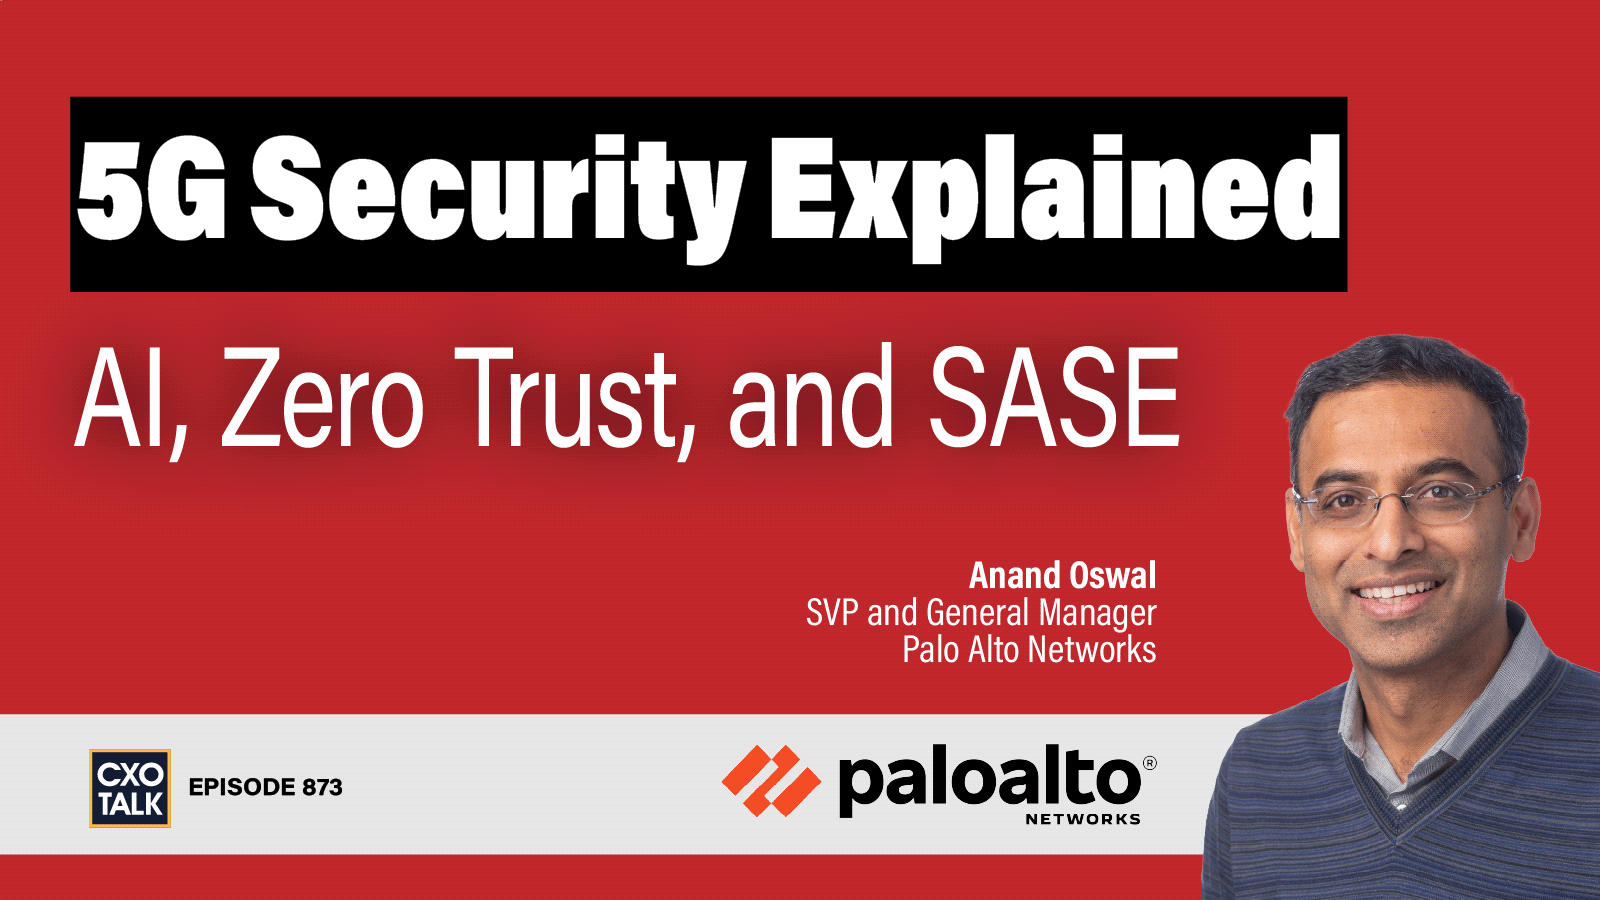 5G Security Explained
AI, Zero Trust, and SASE
Anand Oswal
SVP and General Manager
Palo Alto Networks
CXO
TALK
EPISODE 873
paloalto®
NETWORKS